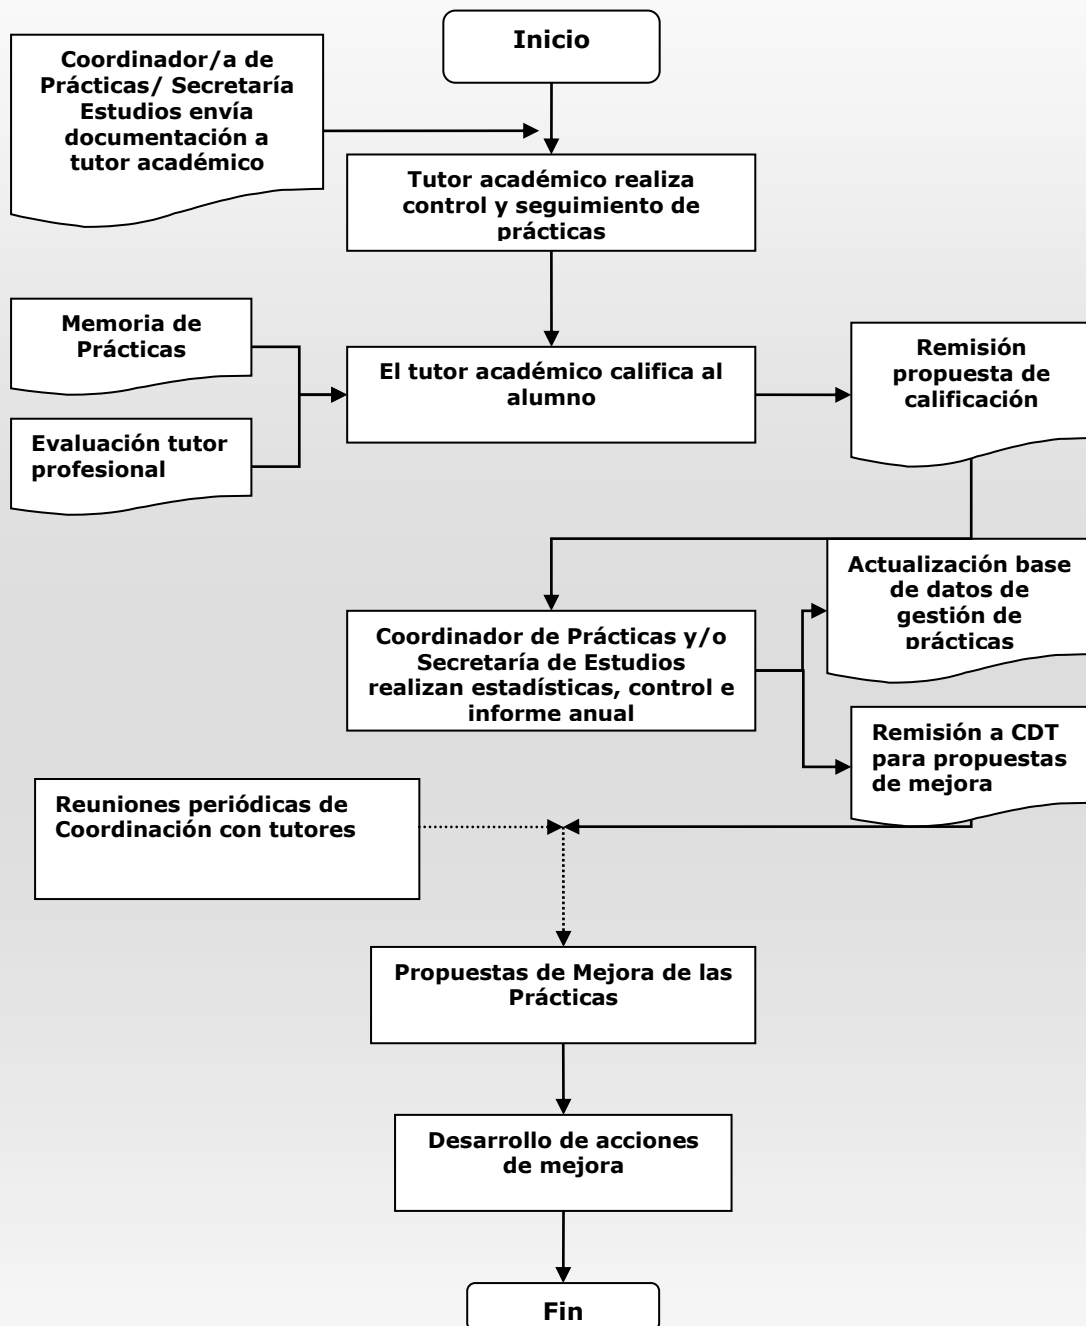 Inicio
Coordinador/a de
Prácticas/ Secretaría
Estudios envía
documentación a
tutor académico
Tutor académico realiza
control y seguimiento de
prácticas
Memoria de
Prácticas
El tutor académico califica al
alumno
Remisión
propuesta de
calificación
Evaluación tutor
profesional
Actualización base
de datos de
gestión de
prácticas
Coordinador de Prácticas y/o
Secretaría de Estudios
realizan estadísticas, control e
informe anual
Remisión a CDT
para propuestas
de mejora
Reuniones periódicas de
Coordinación con tutores
Propuestas de Mejora de las
Prácticas
Desarrollo de acciones
de mejora
Fin